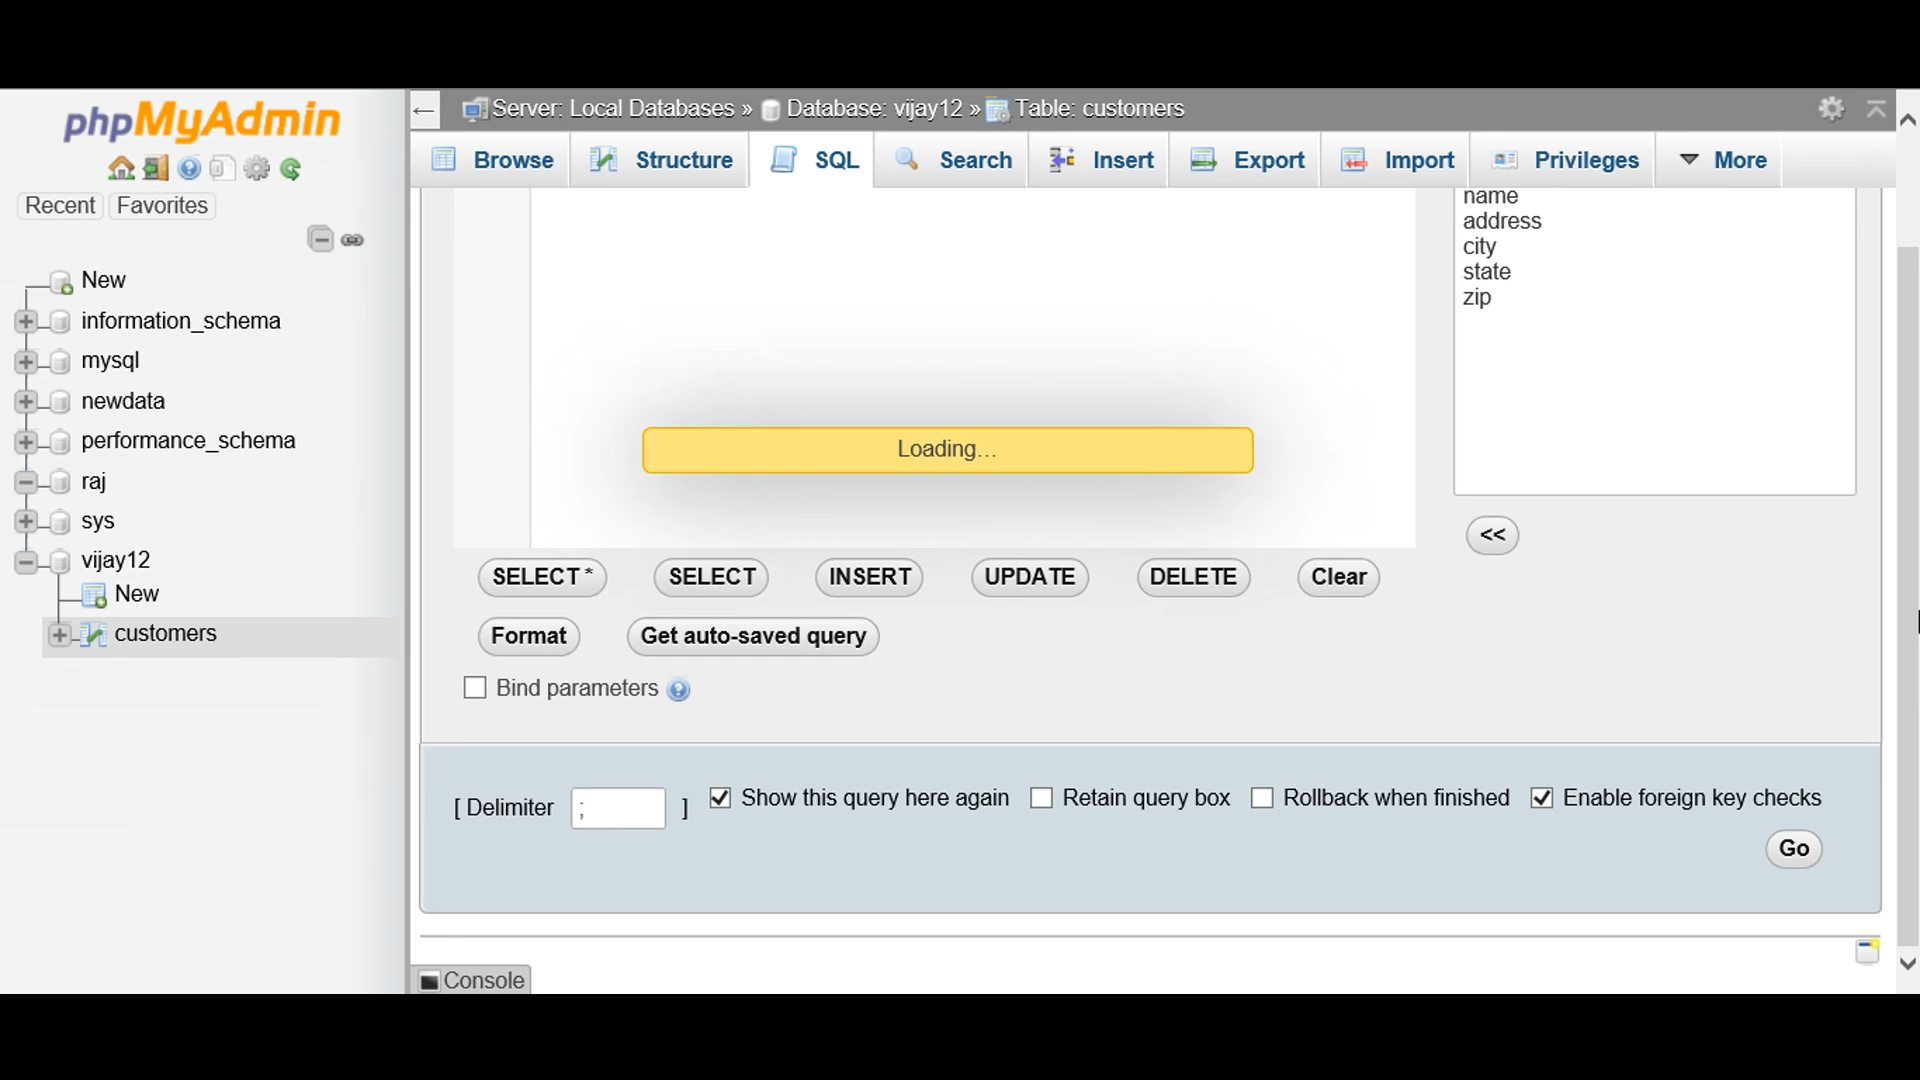 phpMyAdmin
Recent Favorites
New
information_schema
mysql
newdata
performance_schema
raj
sys
vijay12
New
customers
Server: Local Databases » Database: vijay12 » Table: customers
Browse Structure SQL Search Insert Export Import Privileges More
name
address
city
state
zip
Loading...
<<
SELECT * SELECT INSERT UPDATE DELETE Clear
Format Get auto-saved query
Bind parameters
[ Delimiter ; ] Show this query here again Retain query box Rollback when finished Enable foreign key checks
Go
Console